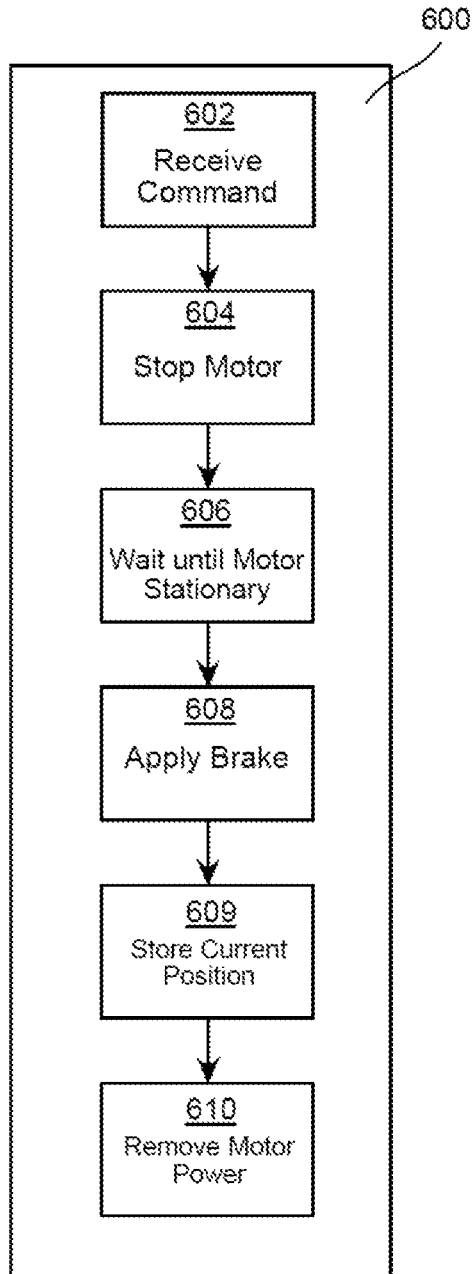 600
602
Receive
Command
604
Stop Motor
606
Wait until Motor
Stationary
608
Apply Brake
609
Store Current
Position
610
Remove Motor
Power